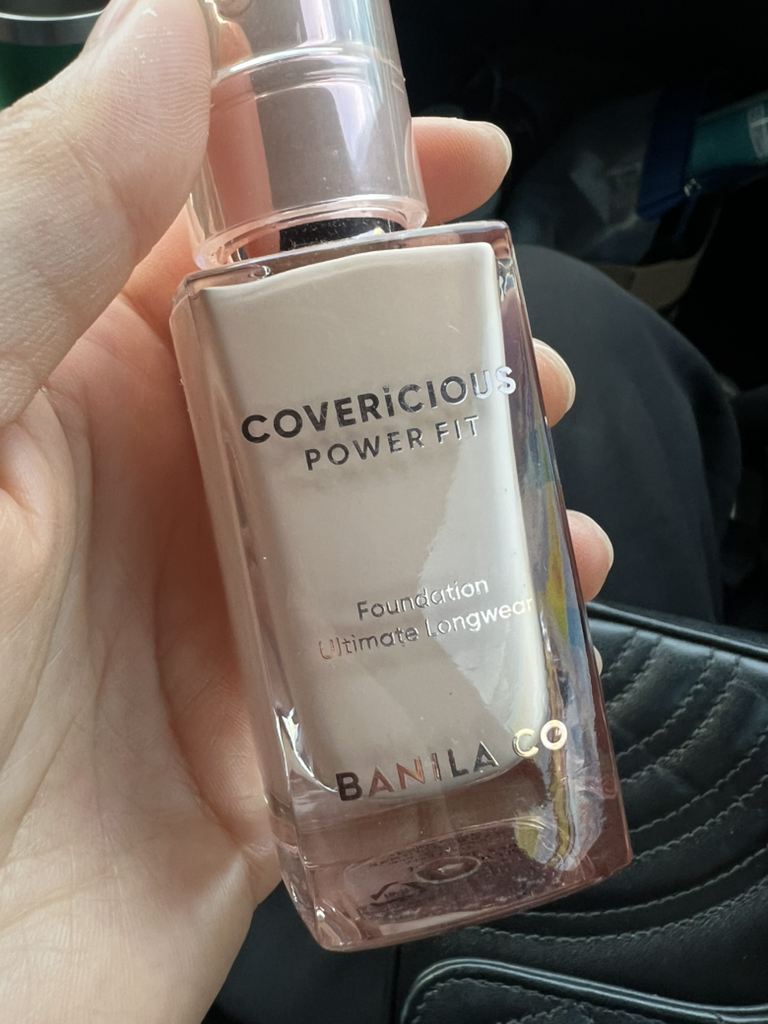 COVERiCIOUS
POWER FIT
Foundation
Ultimate Longwear
BANILA CO